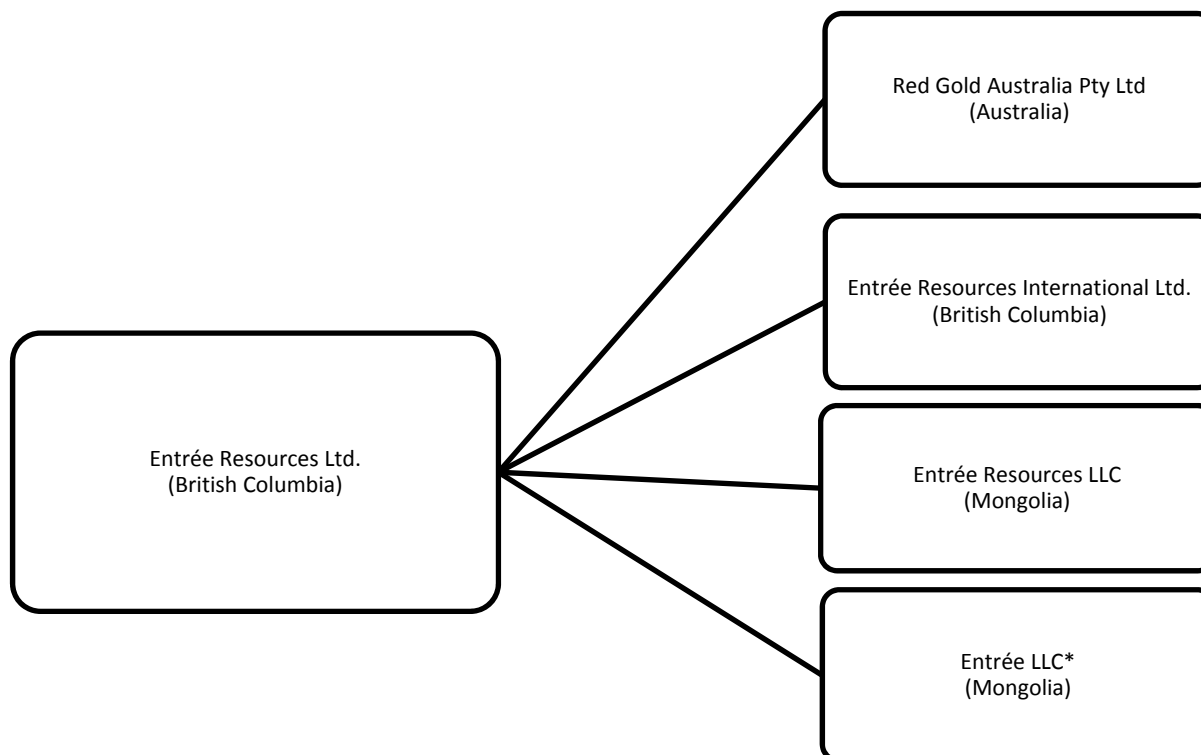 Red Gold Australia Pty Ltd
(Australia)
Entrée Resources International Ltd.
(British Columbia)
Entrée Resources Ltd.
(British Columbia)
Entrée Resources LLC
(Mongolia)
Entrée LLC*
(Mongolia)